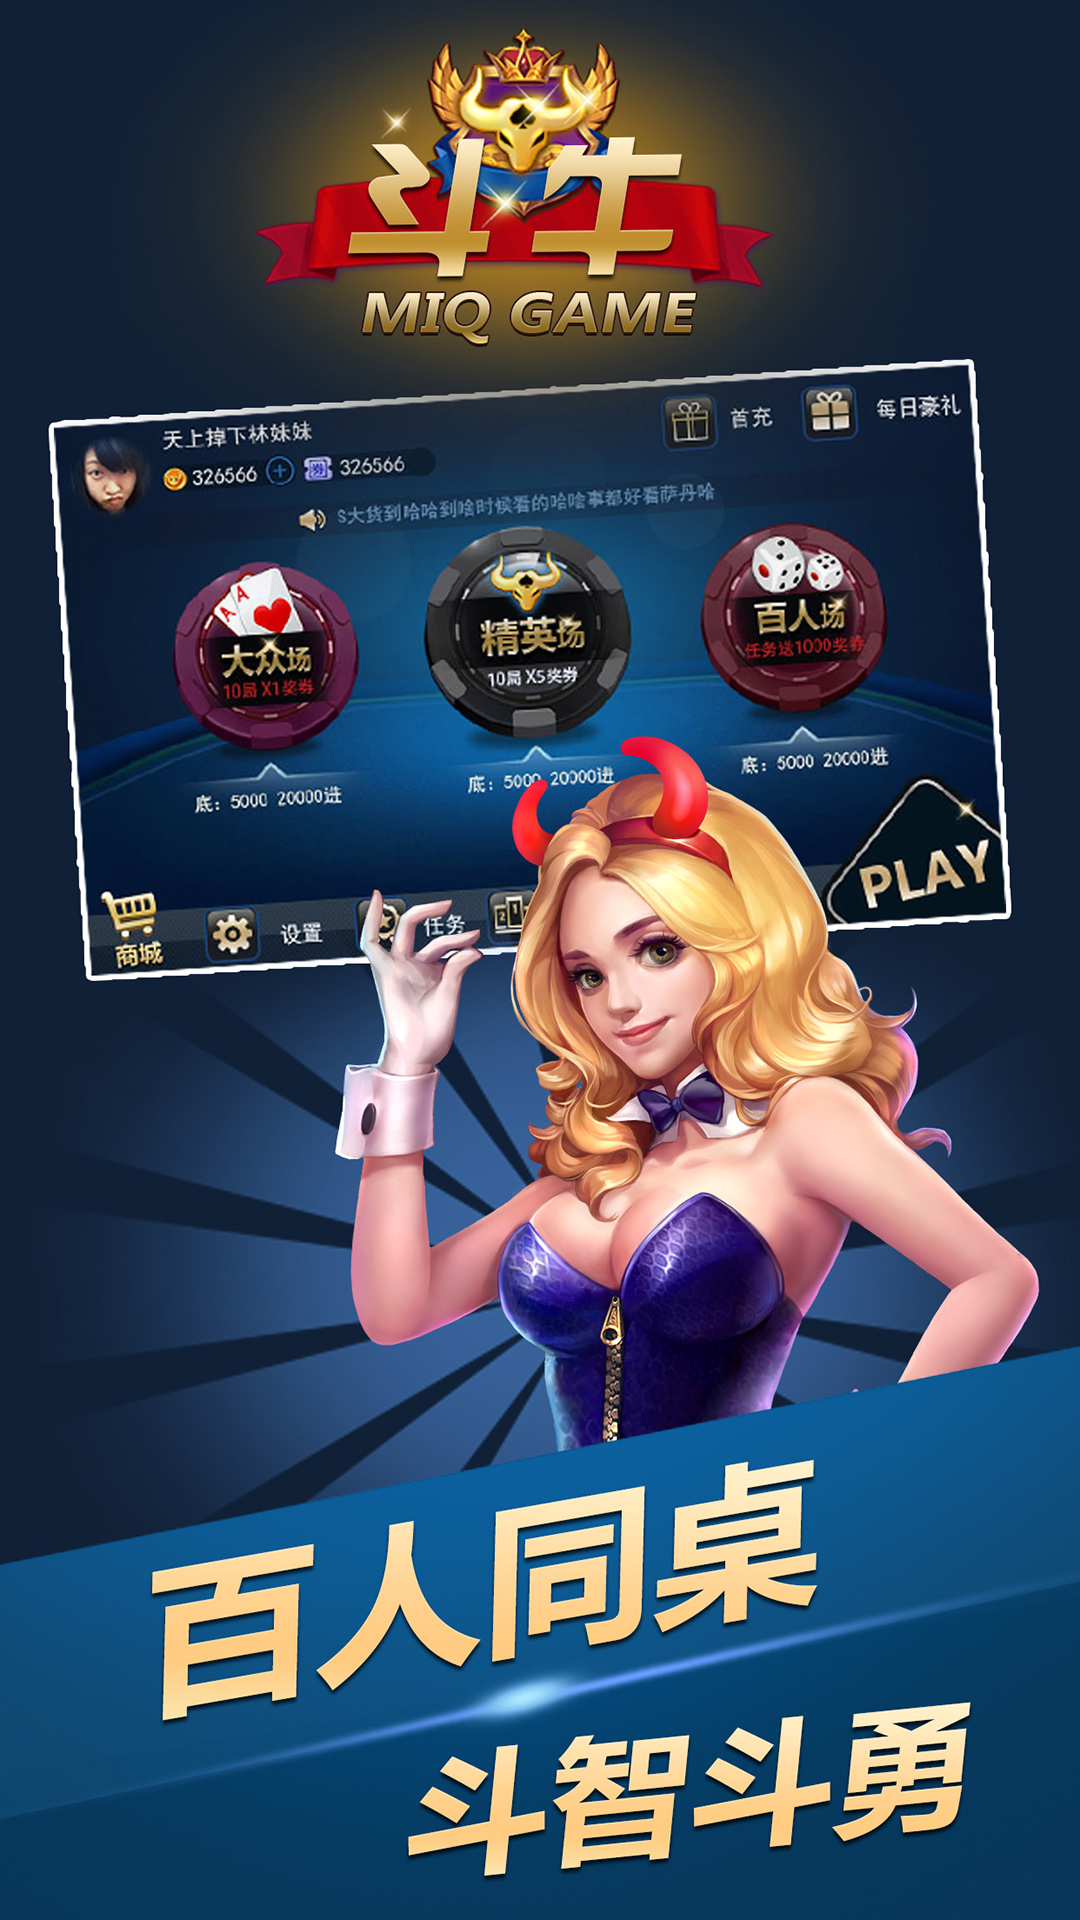 斗牛
MIQ GAME
天上掉下林妹妹
326566
券 326566
首充
每日豪礼
S大货到哈哈到啥时候看的哈啥事都好看萨丹哈
A A
大众场
10局 X1奖券
精英场
10局 X5奖券
百人场
任务送1000奖券
底：5000 20000进
底：5000 20000进
底：5000 20000进
PLAY
商城
设置
任务
2 1
百人同桌
斗智斗勇